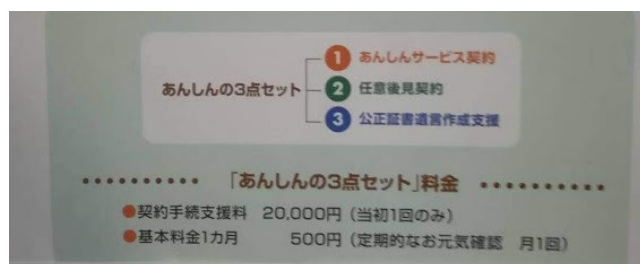 あんしんの3点セット
1 あんしんサービス契約
2 任意後見契約
3 公正証書遺言作成支援
「あんしんの3点セット」料金
●契約手続支援料 20,000円（当初1回のみ）
●基本料金1カ月 500円（定期的なお元気確認 月1回）